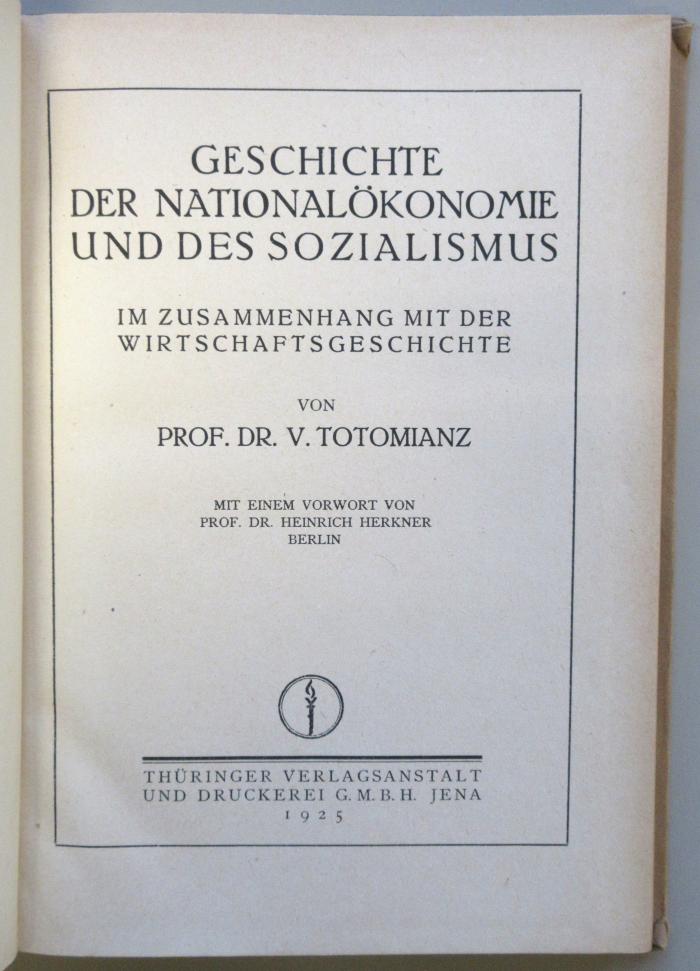 GESCHICHTE
DER NATIONALÖKONOMIE
UND DES SOZIALISMUS
IM ZUSAMMENHANG MIT DER
WIRTSCHAFTSGESCHICHTE
VON
PROF. DR. V. TOTOMIANZ
MIT EINEM VORWORT VON
PROF. DR. HEINRICH HERKNER
BERLIN
THÜRINGER VERLAGSANSTALT
UND DRUCKEREI G. M. B. H. JENA
1925